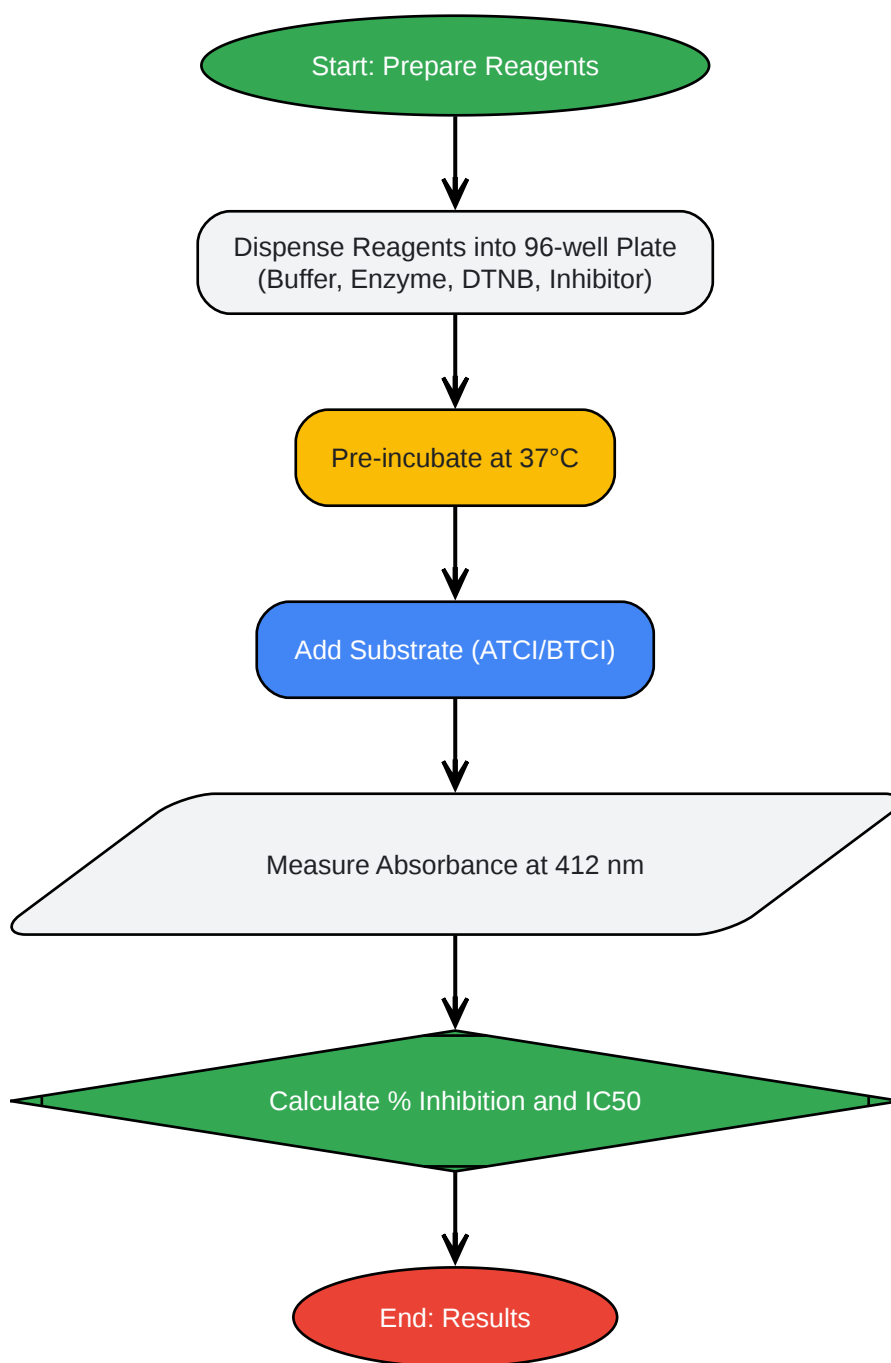 Start: Prepare Reagents
Dispense Reagents into 96-well Plate
(Buffer, Enzyme, DTNB, Inhibitor)
Pre-incubate at 37°C
Add Substrate (ATCI/BTCI)
Measure Absorbance at 412 nm
Calculate % Inhibition and IC50
End: Results